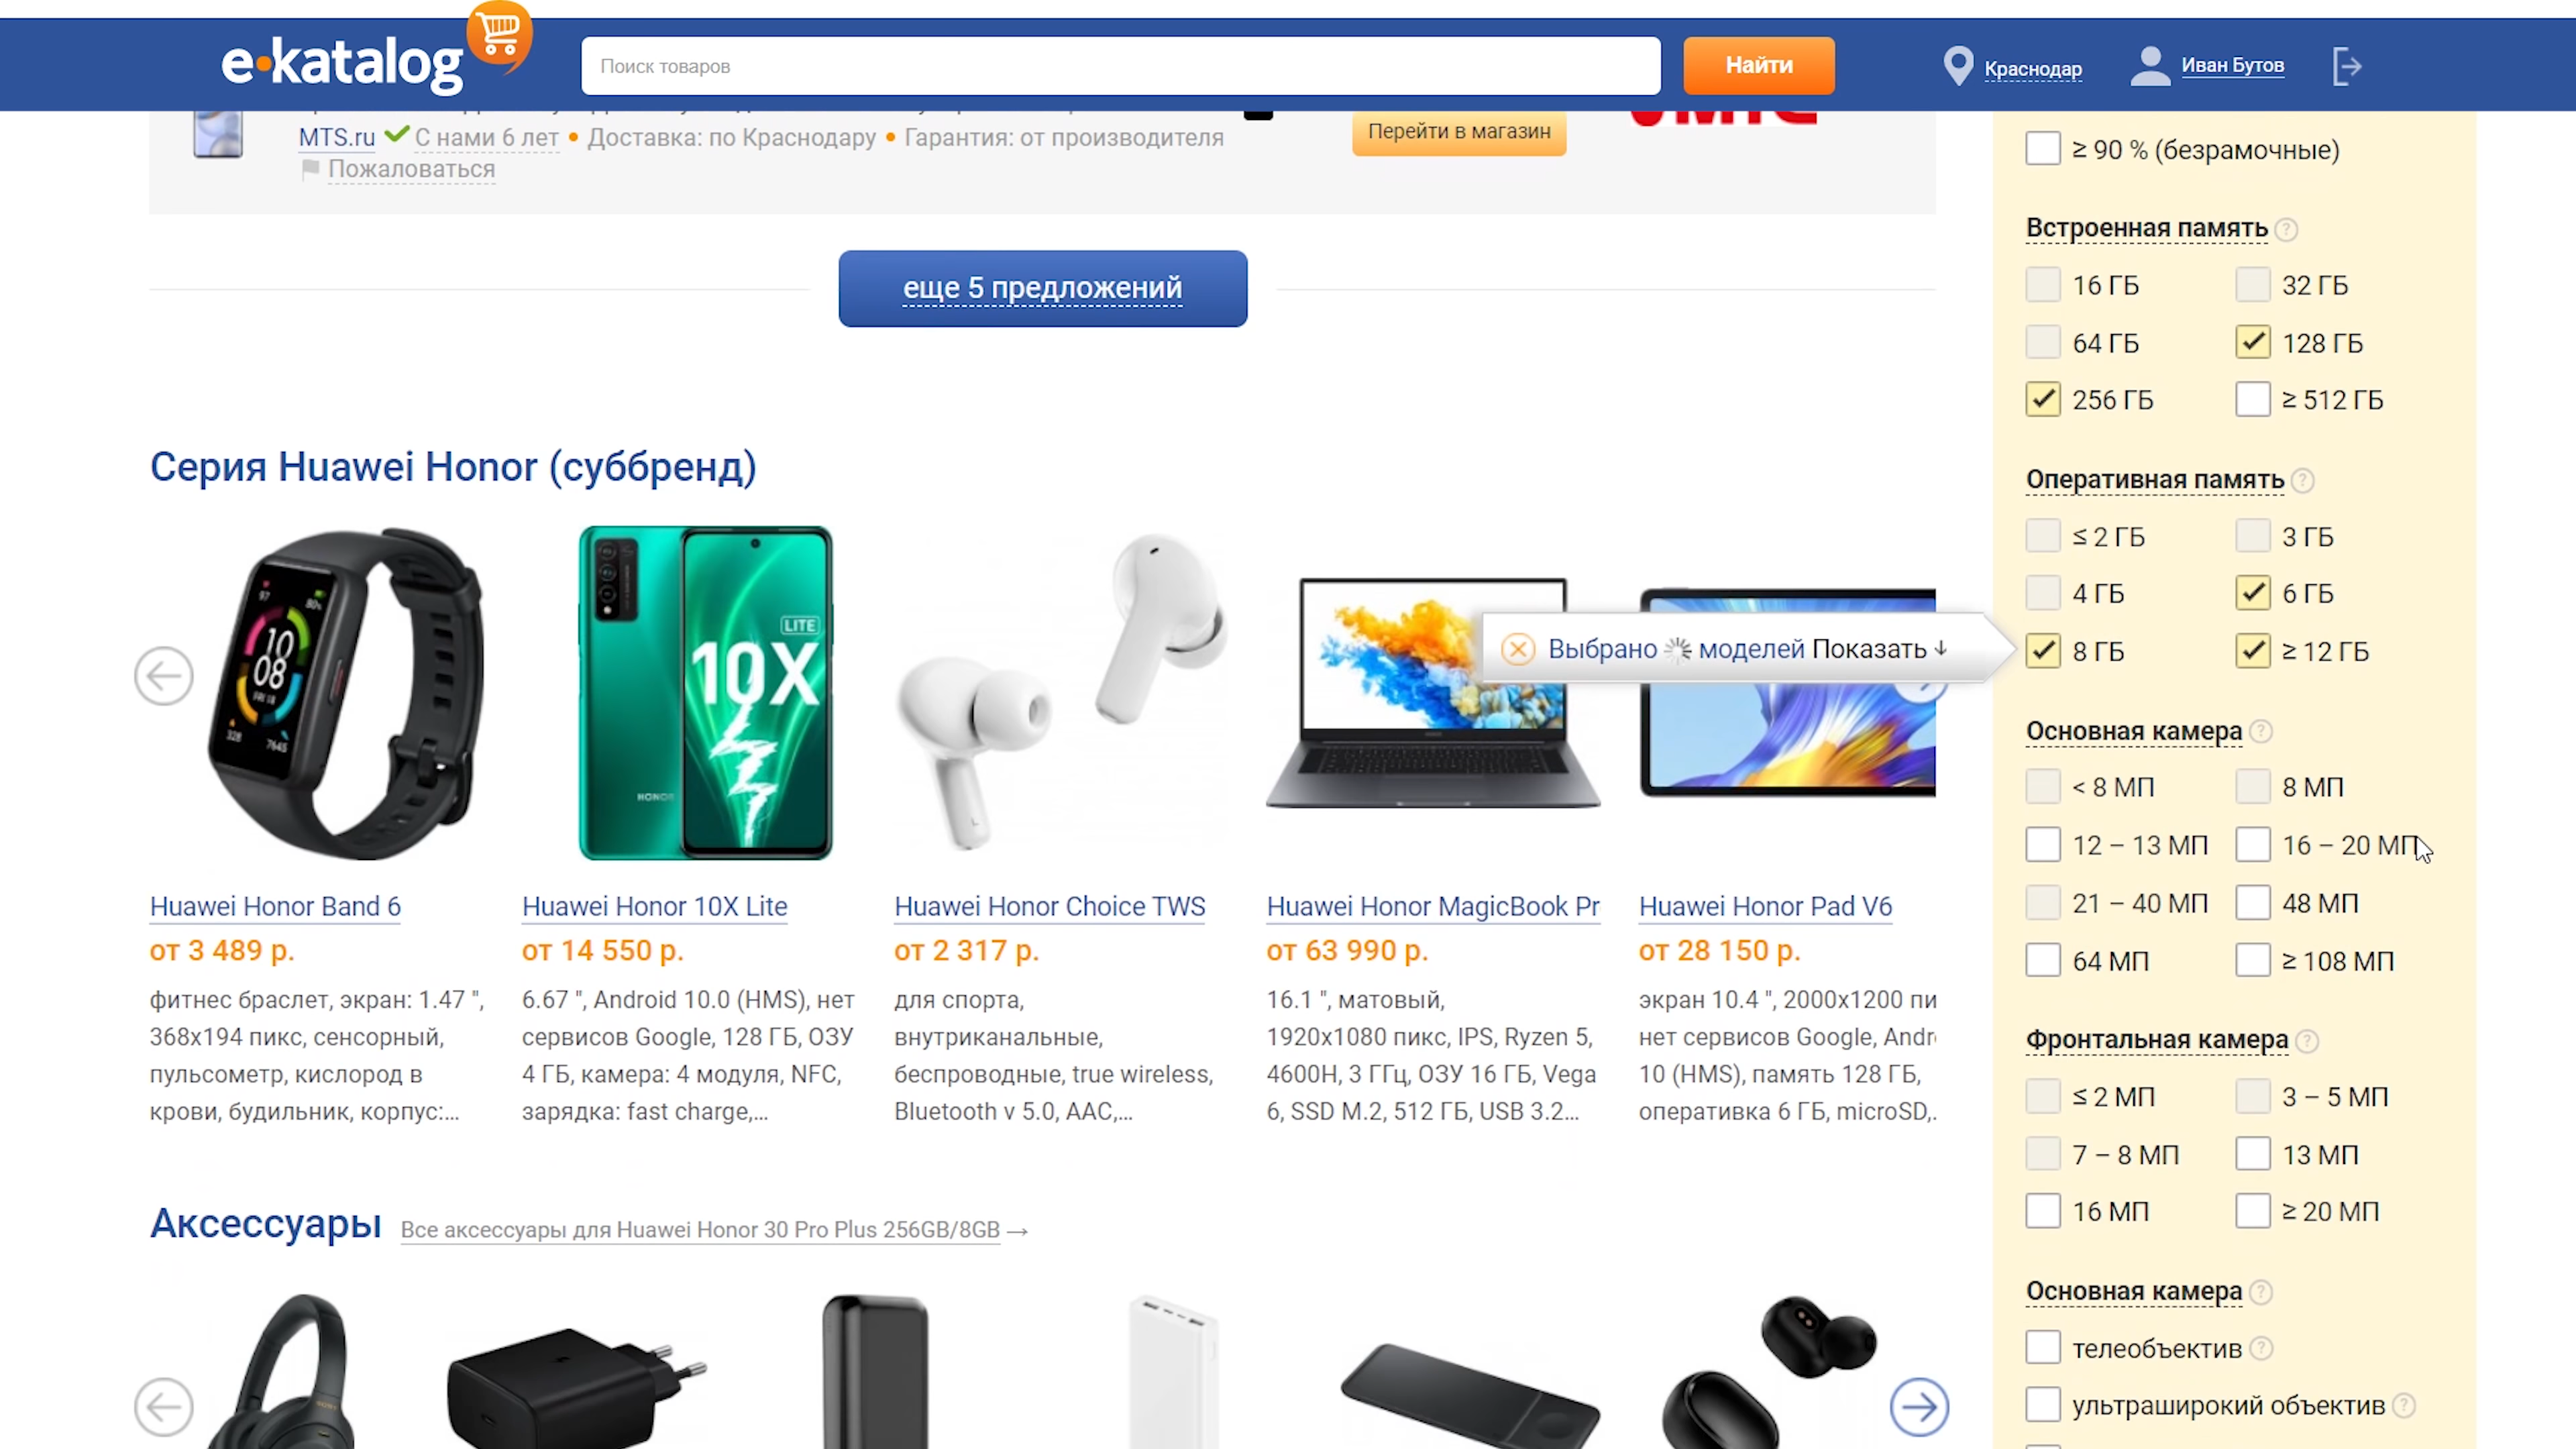 e•katalog
Поиск товаров
Найти
Краснодар
Иван Бутов
MTS.ru С нами 6 лет • Доставка: по Краснодару • Гарантия: от производителя
Пожаловаться
Перейти в магазин
еще 5 предложений
Серия Huawei Honor (суббренд)
LITE
10X
HONOR
Выбрано моделей Показать ↓
Huawei Honor Band 6
от 3 489 р.
фитнес браслет, экран: 1.47 ",
368x194 пикс, сенсорный,
пульсометр, кислород в
крови, будильник, корпус:...
Huawei Honor 10X Lite
от 14 550 р.
6.67 ", Android 10.0 (HMS), нет
сервисов Google, 128 ГБ, ОЗУ
4 ГБ, камера: 4 модуля, NFC,
зарядка: fast charge,...
Huawei Honor Choice TWS
от 2 317 р.
для спорта,
внутриканальные,
беспроводные, true wireless,
Bluetooth v 5.0, AAC,...
Huawei Honor MagicBook Pr
от 63 990 р.
16.1 ", матовый,
1920x1080 пикс, IPS, Ryzen 5,
4600H, 3 ГГц, ОЗУ 16 ГБ, Vega
6, SSD M.2, 512 ГБ, USB 3.2...
Huawei Honor Pad V6
от 28 150 р.
экран 10.4 ", 2000x1200 пи
нет сервисов Google, Andr
10 (HMS), память 128 ГБ,
оперативка 6 ГБ, microSD,.
Аксессуары Все аксессуары для Huawei Honor 30 Pro Plus 256GB/8GB →
≥ 90 % (безрамочные)
Встроенная память ?
16 ГБ 32 ГБ
64 ГБ 128 ГБ
256 ГБ ≥ 512 ГБ
Оперативная память ?
≤ 2 ГБ 3 ГБ
4 ГБ 6 ГБ
8 ГБ ≥ 12 ГБ
Основная камера ?
< 8 МП 8 МП
12 – 13 МП 16 – 20 МП
21 – 40 МП 48 МП
64 МП ≥ 108 МП
Фронтальная камера ?
≤ 2 МП 3 – 5 МП
7 – 8 МП 13 МП
16 МП ≥ 20 МП
Основная камера ?
телеобъектив ?
ультраширокий объектив ?